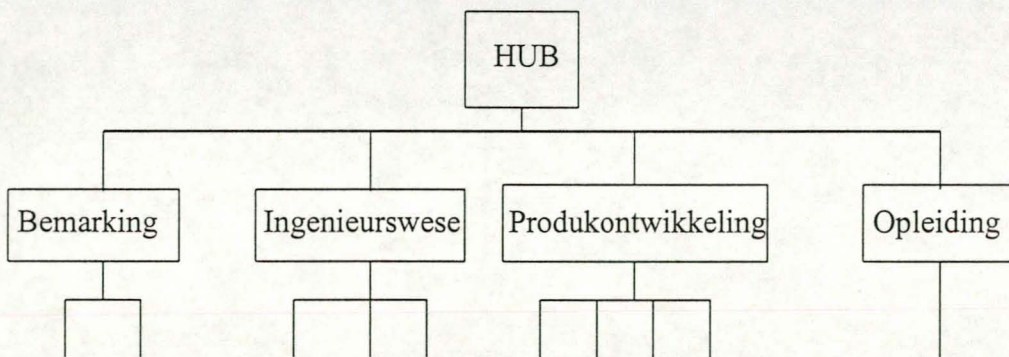 HUB
Bemarking
Ingenieurswese
Produkontwikkeling
Opleiding